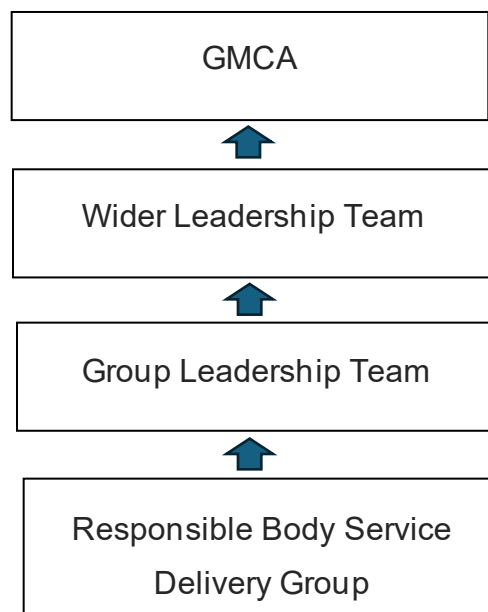 GMCA
Wider Leadership Team
Group Leadership Team
Responsible Body Service
Delivery Group